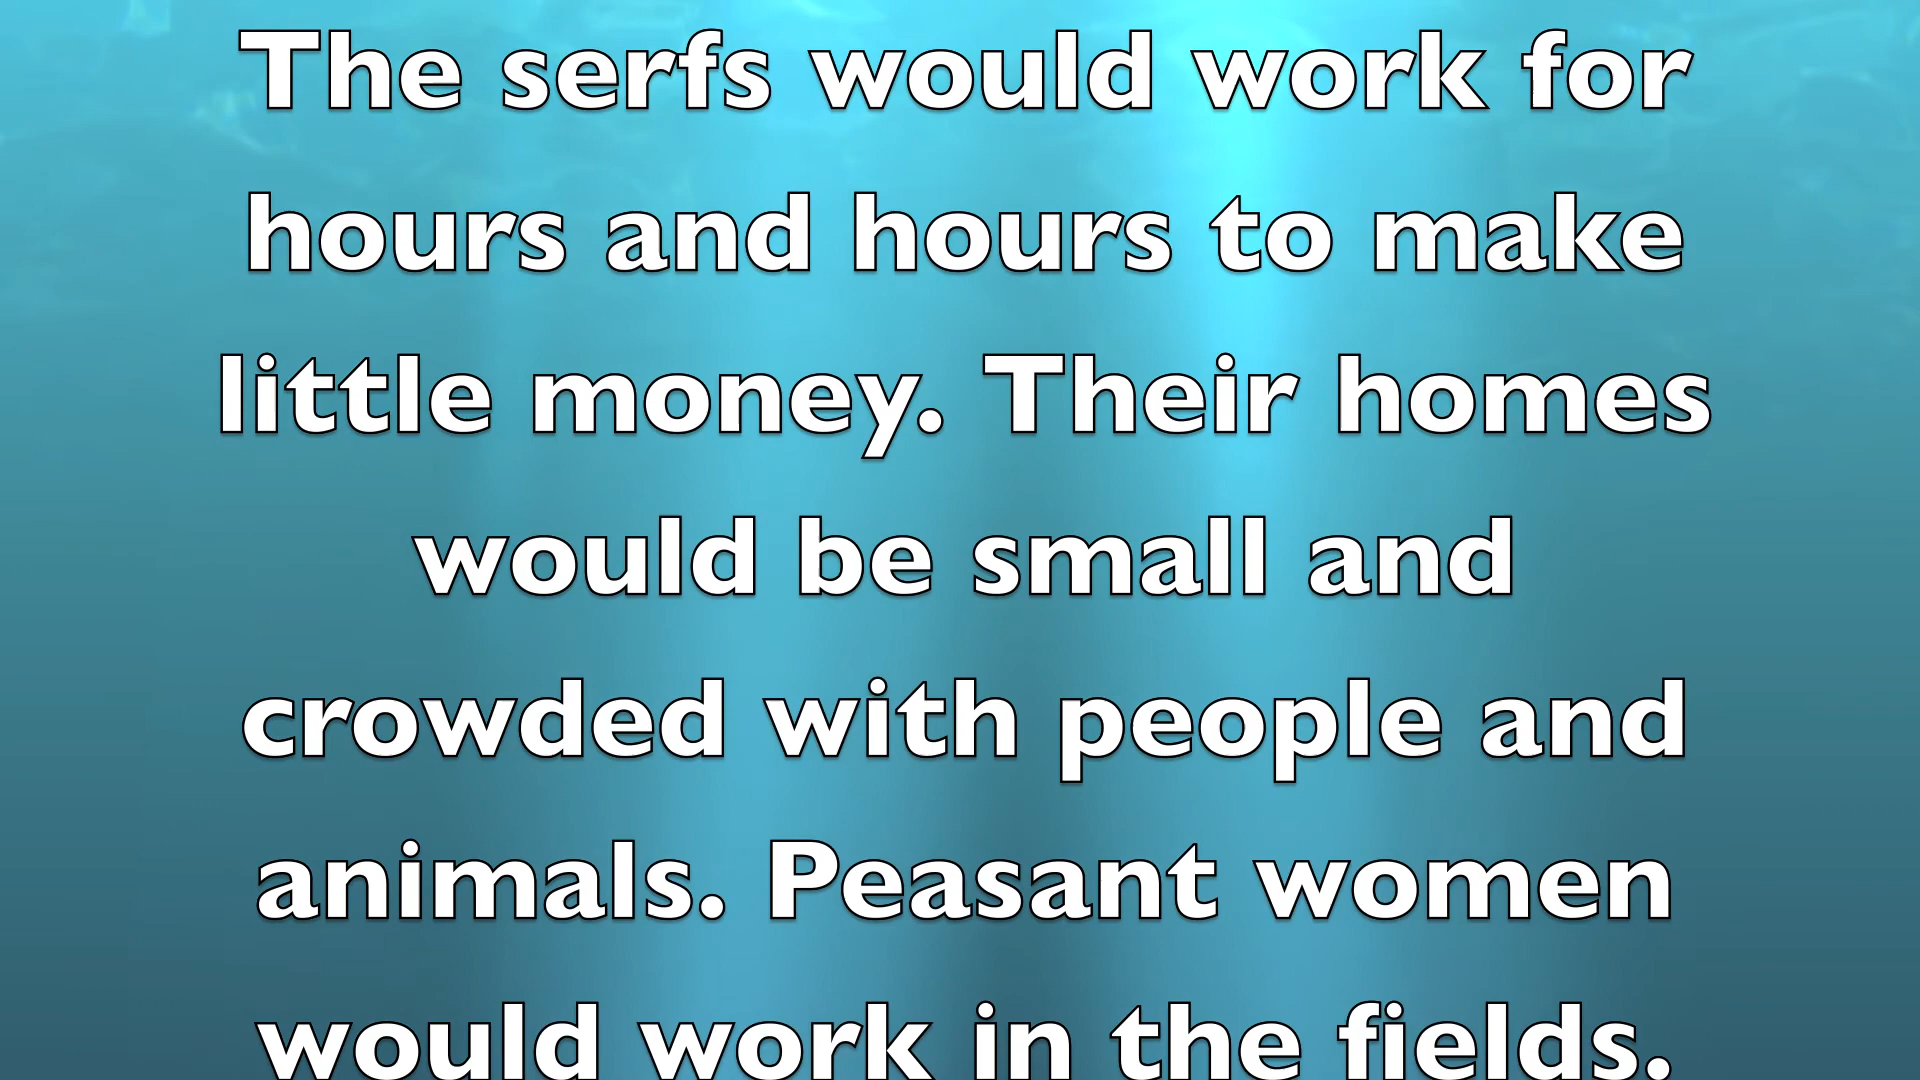 The serfs would work for
hours and hours to make
little money. Their homes
would be small and
crowded with people and
animals. Peasant women
would work in the fields.